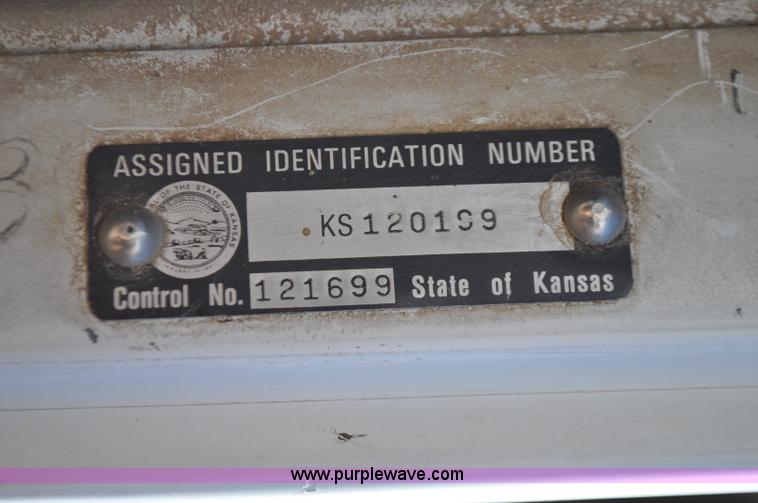 ASSIGNED IDENTIFICATION NUMBER
KS120199
Control No. 121699 State of Kansas
www.purplewave.com